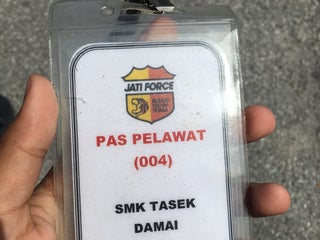 JATI FORCE
PAS PELAWAT
(004)
SMK TASEK
DAMAI